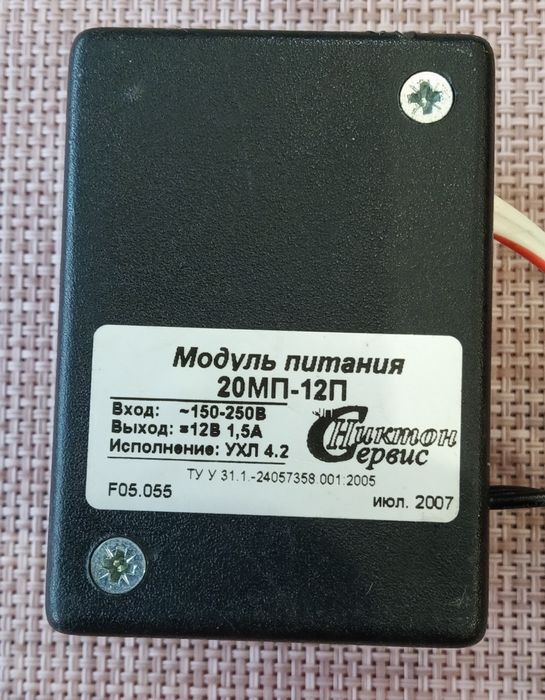 Модуль питания
20МП-12П
Вход: ~150-250В
Выход: =12В 1,5А
Исполнение: УХЛ 4.2
Никтон
Сервис
ТУ У 31.1.-24057358.001:2005
F05.055
июл. 2007